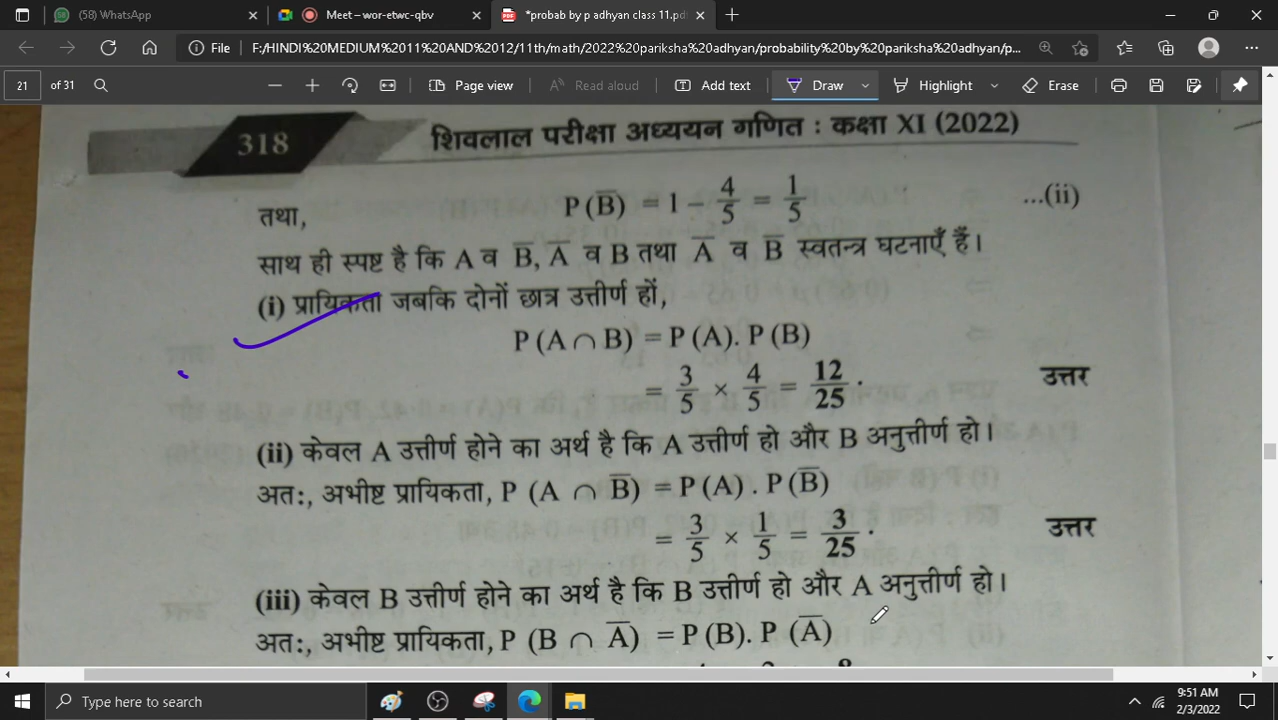 (58) WhatsApp
Meet – wor-etwc-qbv
*probab by p adhyan class 11.pd
File
F:/HINDI%20MEDIUM%2011%20AND%2012/11th/math/2022%20pariksha%20adhyan/probability%20by%20pariksha%20adhyan/p...
21 of 31
Page view
Read aloud
Add text
Draw
Highlight
Erase
318
शिवलाल परीक्षा अध्ययन गणित : कक्षा XI (2022)
तथा, P (B̅) = 1 − 4/5 = 1/5 ...(ii)
साथ ही स्पष्ट है कि A व B̅, A̅ व B तथा A̅ व B̅ स्वतन्त्र घटनाएँ हैं।
(i) प्रायिकता जबकि दोनों छात्र उत्तीर्ण हों,
P (A ∩ B) = P (A). P (B)
= 3/5 × 4/5 = 12/25. उत्तर
(ii) केवल A उत्तीर्ण होने का अर्थ है कि A उत्तीर्ण हो और B अनुत्तीर्ण हो।
अतः, अभीष्ट प्रायिकता, P (A ∩ B̅) = P (A) . P (B̅)
= 3/5 × 1/5 = 3/25. उत्तर
(iii) केवल B उत्तीर्ण होने का अर्थ है कि B उत्तीर्ण हो और A अनुत्तीर्ण हो।
अतः, अभीष्ट प्रायिकता, P (B ∩ A̅) = P (B). P (A̅)
Type here to search
9:51 AM
2/3/2022